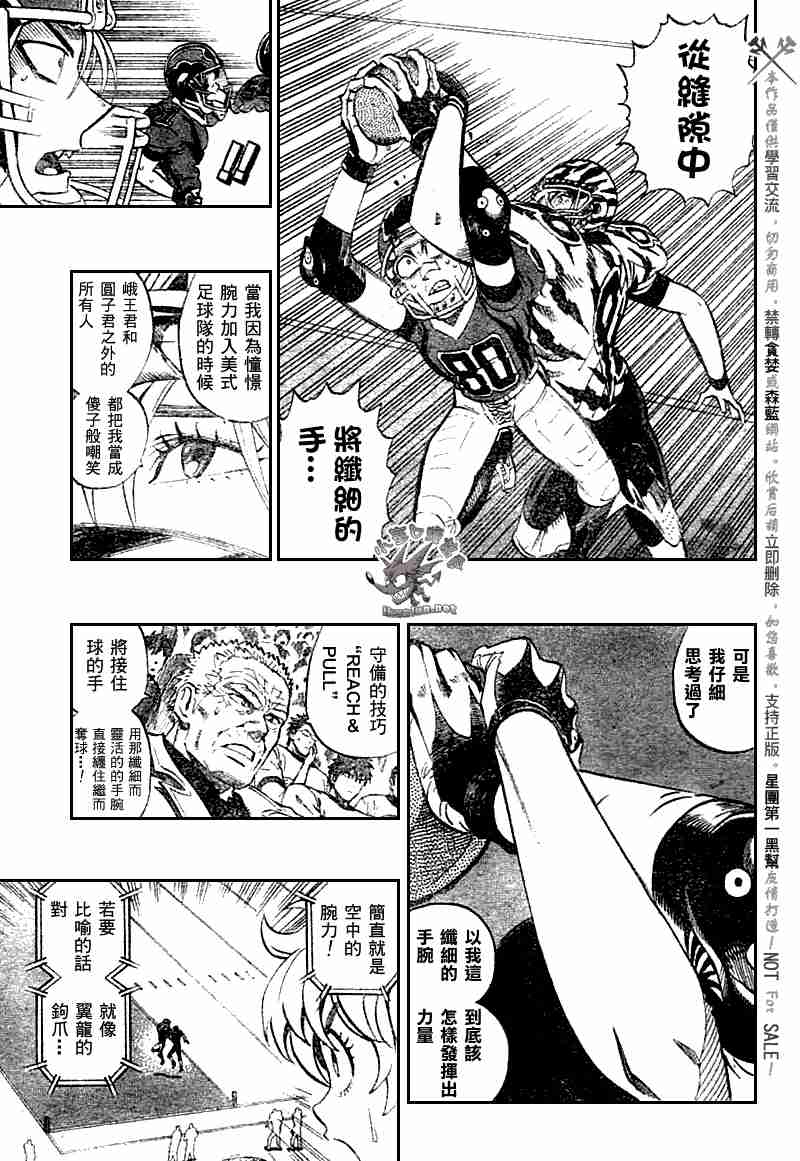 從縫隙中
80
將纖細的
手…
當我因為憧憬
腕力加入美式
足球隊的時候
峨王君和
圓子君之外的
所有人
都把我當成
傻子般嘲笑
可是
我仔細
思考過了
以我這
纖細的
手腕
到底該
怎樣發揮出
力量
守備的技巧
“REACH &
PULL”
將接住
球的手
用那纖細而
靈活的的手腕
直接纏住繼而
奪球…！
簡直就是
空中的
腕力！
若要
比喻的話
對
就像
翼龍的
鉤爪…
本作品僅供學習交流，切勿商用，禁轉貪婪或森藍網站。欣賞后請立即刪除，如您喜歡，支持正版。星團第一黑幫友情打造—NOT For SALE—